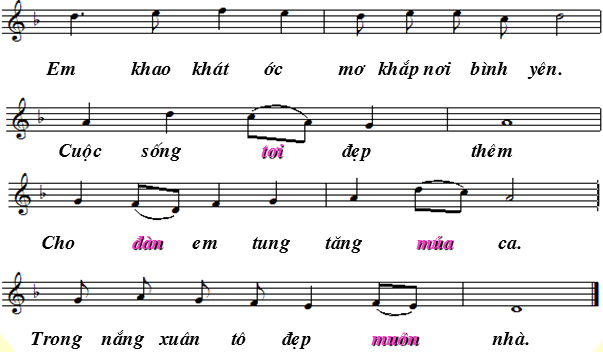 Em khao khát ớc mơ khắp nơi bình yên.
Cuộc sống tơi đẹp thêm
Cho đàn em tung tăng múa ca.
Trong nắng xuân tô đẹp muôn nhà.